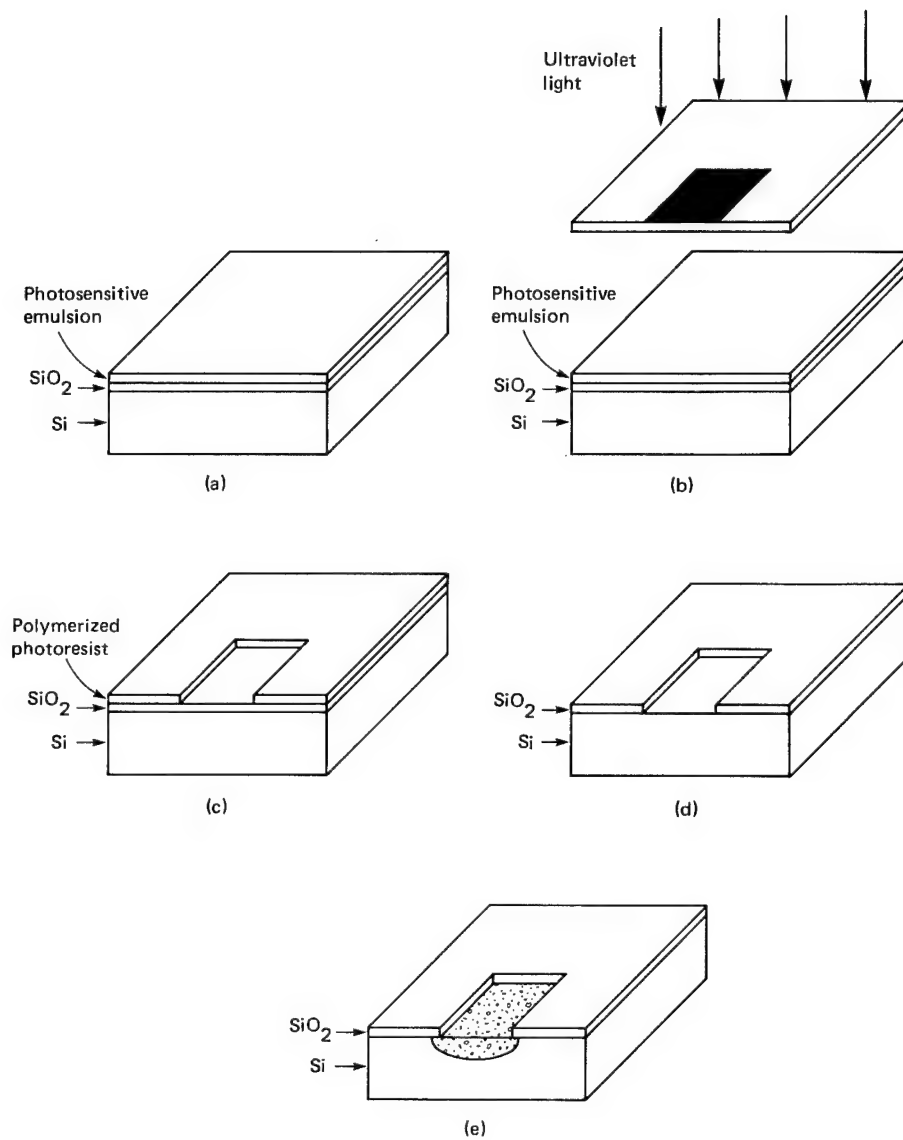 Ultraviolet
light
Photosensitive
emulsion
SiO2
Si
(a)
Photosensitive
emulsion
SiO2
Si
(b)
Polymerized
photoresist
SiO2
Si
(c)
SiO2
Si
(d)
SiO2
Si
(e)